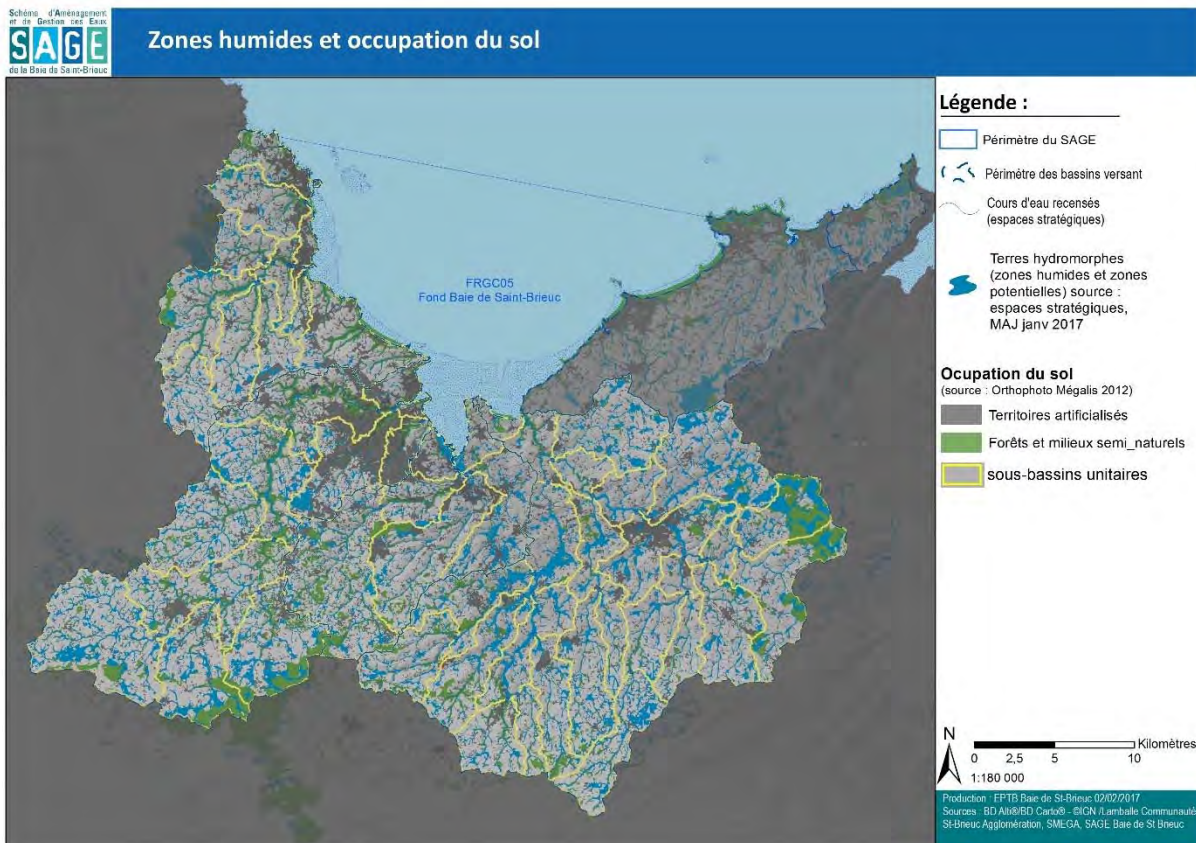 Schéma d'Aménagement
et de Gestion des Eaux
SAGE
de la Baie de Saint-Brieuc
Zones humides et occupation du sol
FRGC05
Fond Baie de Saint-Brieuc
Légende :
Périmètre du SAGE
Périmètre des bassins versant
Cours d'eau recensés
(espaces stratégiques)
Terres hydromorphes
(zones humides et zones
potentielles) source :
espaces stratégiques,
MAJ janv 2017
Ocupation du sol
(source : Orthophoto Mégalis 2012)
Territoires artificialisés
Forêts et milieux semi_naturels
sous-bassins unitaires
N
Kilomètres
0 2,5 5 10
1:180 000
Production : EPTB Baie de St-Brieuc 02/02/2017
Sources : BD Alti®/BD Carto® - ©IGN /Lamballe Communauté
St-Brieuc Agglomération, SMEGA, SAGE Baie de St Brieuc